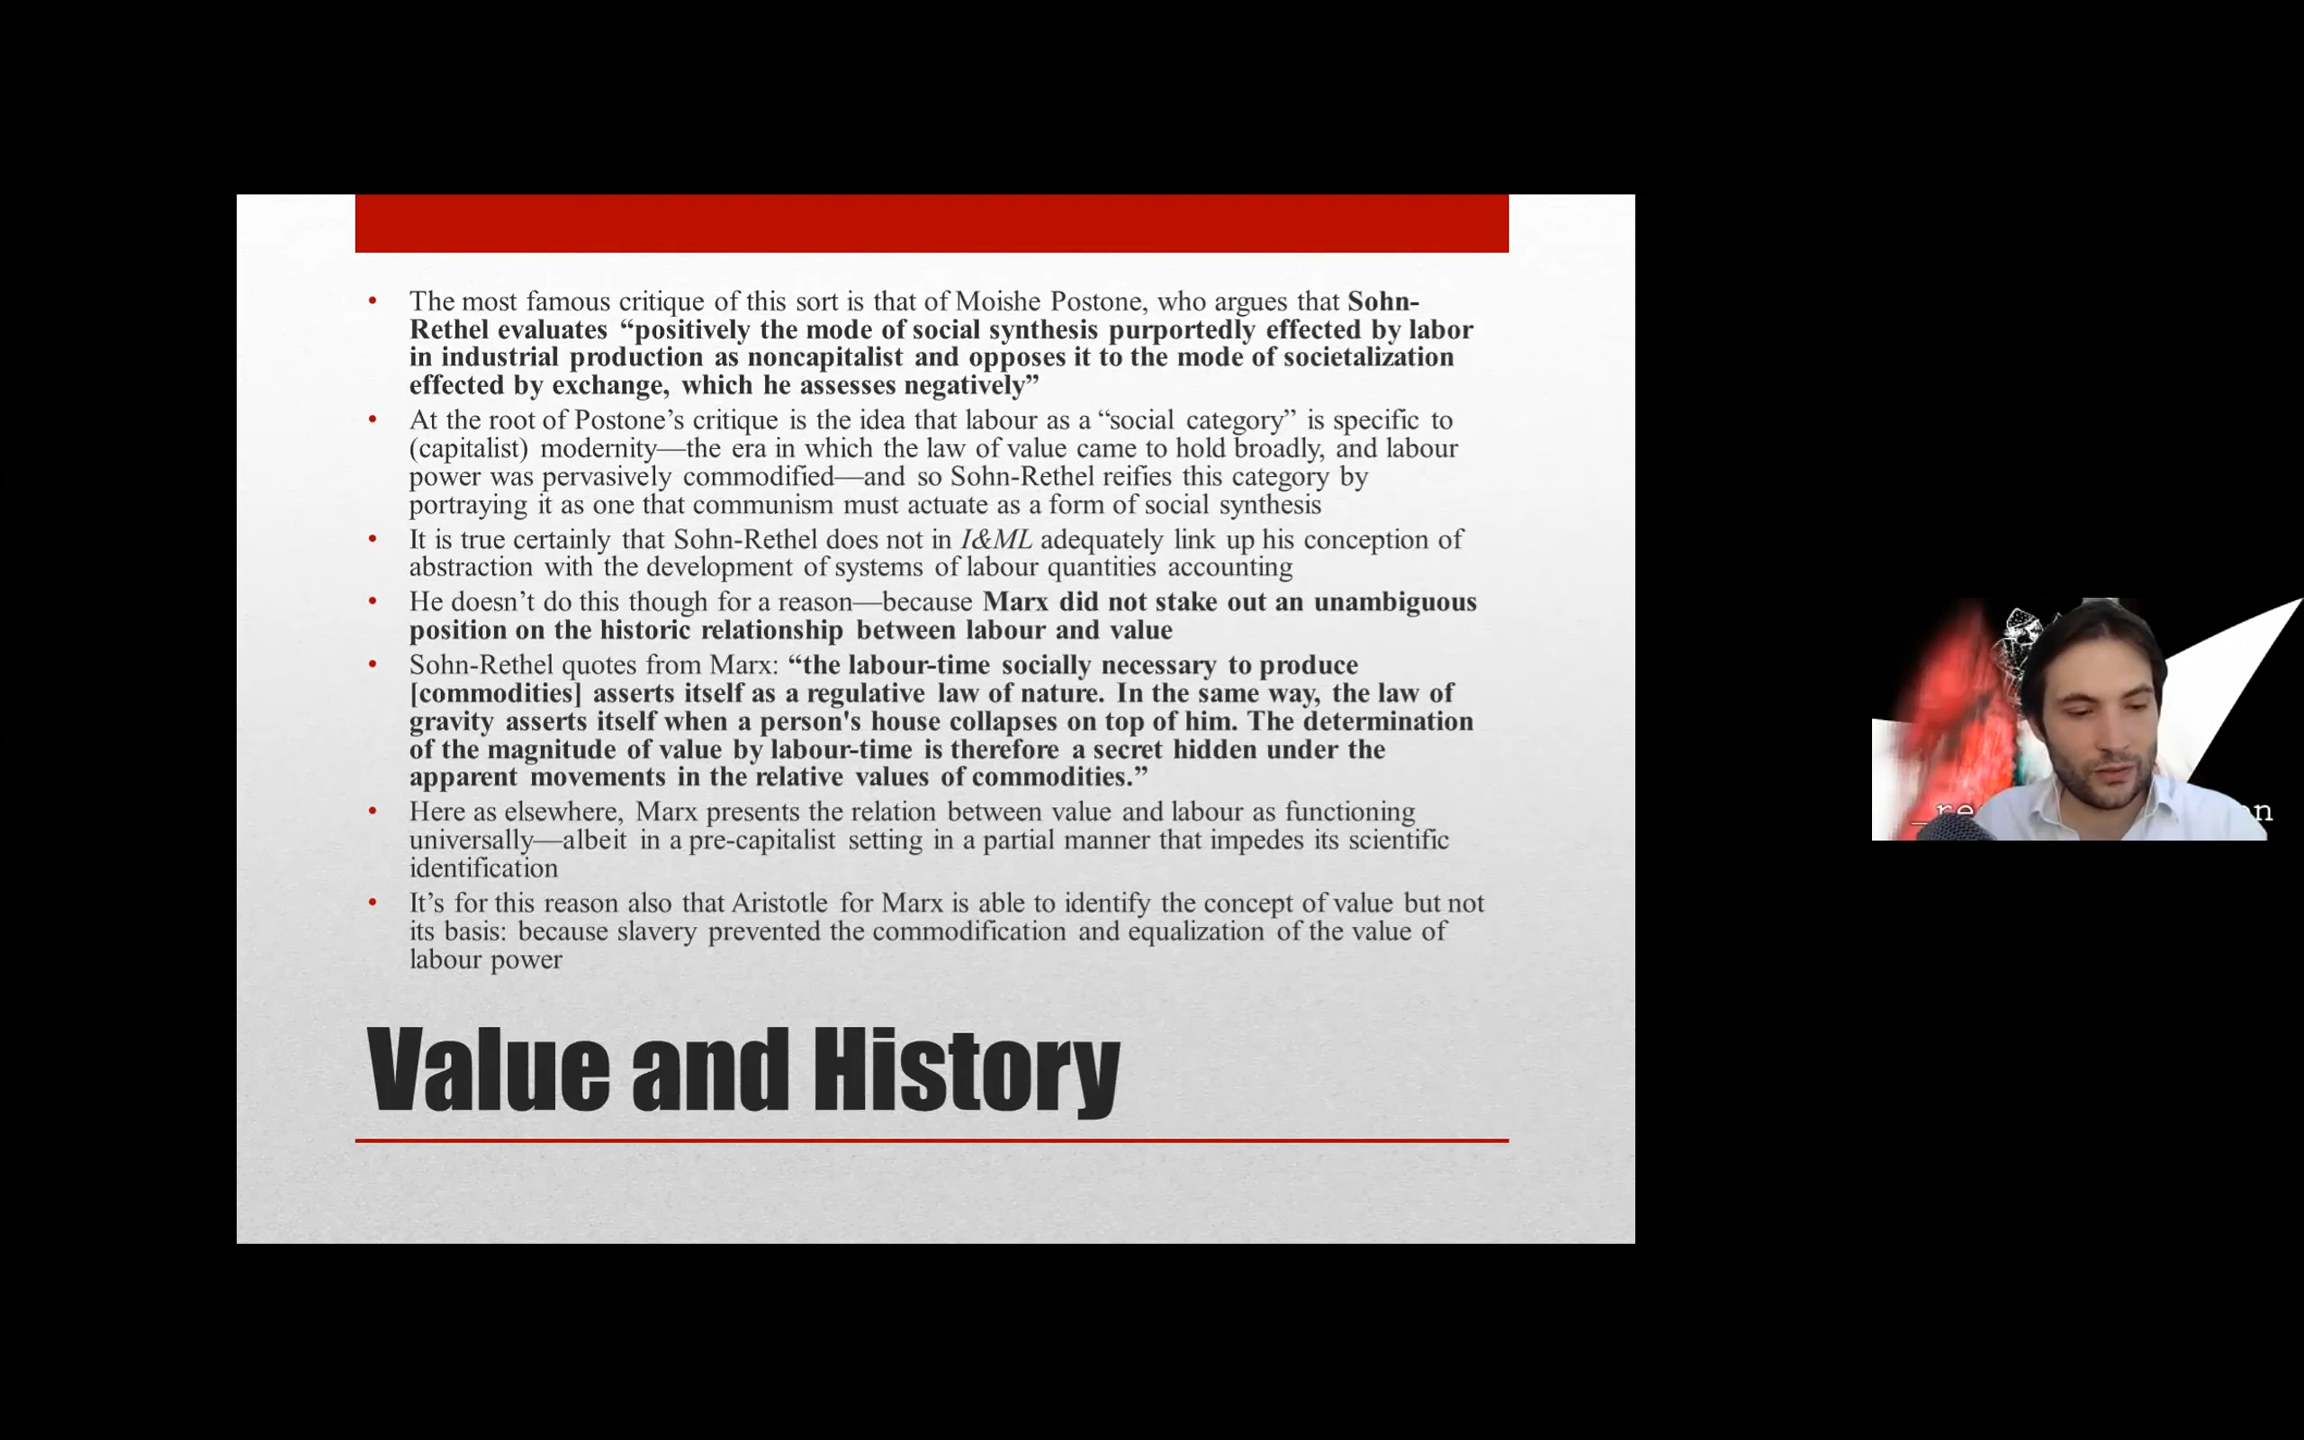 • The most famous critique of this sort is that of Moishe Postone, who argues that Sohn-
Rethel evaluates “positively the mode of social synthesis purportedly effected by labor
in industrial production as noncapitalist and opposes it to the mode of societalization
effected by exchange, which he assesses negatively”
• At the root of Postone’s critique is the idea that labour as a “social category” is specific to
(capitalist) modernity—the era in which the law of value came to hold broadly, and labour
power was pervasively commodified—and so Sohn-Rethel reifies this category by
portraying it as one that communism must actuate as a form of social synthesis
• It is true certainly that Sohn-Rethel does not in I&ML adequately link up his conception of
abstraction with the development of systems of labour quantities accounting
• He doesn’t do this though for a reason—because Marx did not stake out an unambiguous
position on the historic relationship between labour and value
• Sohn-Rethel quotes from Marx: “the labour-time socially necessary to produce
[commodities] asserts itself as a regulative law of nature. In the same way, the law of
gravity asserts itself when a person's house collapses on top of him. The determination
of the magnitude of value by labour-time is therefore a secret hidden under the
apparent movements in the relative values of commodities.”
• Here as elsewhere, Marx presents the relation between value and labour as functioning
universally—albeit in a pre-capitalist setting in a partial manner that impedes its scientific
identification
• It’s for this reason also that Aristotle for Marx is able to identify the concept of value but not
its basis: because slavery prevented the commodification and equalization of the value of
labour power
Value and History